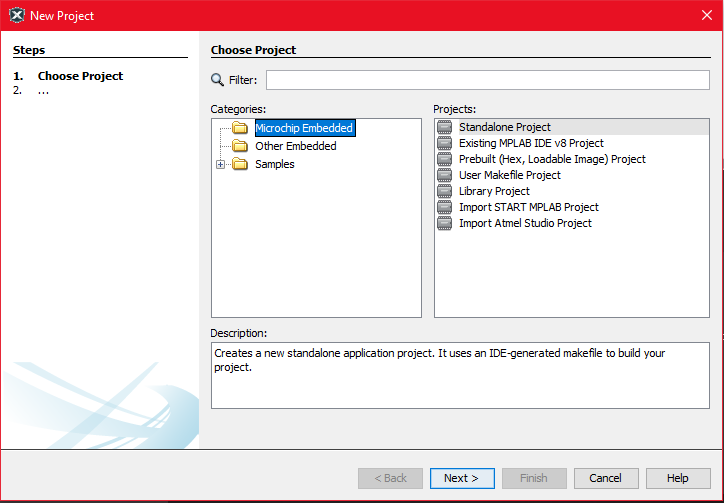 New Project
Steps
1. Choose Project
2. ...
Choose Project
Filter:
Categories:
Microchip Embedded
Other Embedded
Samples
Projects:
Standalone Project
Existing MPLAB IDE v8 Project
Prebuilt (Hex, Loadable Image) Project
User Makefile Project
Library Project
Import START MPLAB Project
Import Atmel Studio Project
Description:
Creates a new standalone application project. It uses an IDE-generated makefile to build your
project.
< Back
Next >
Finish
Cancel
Help